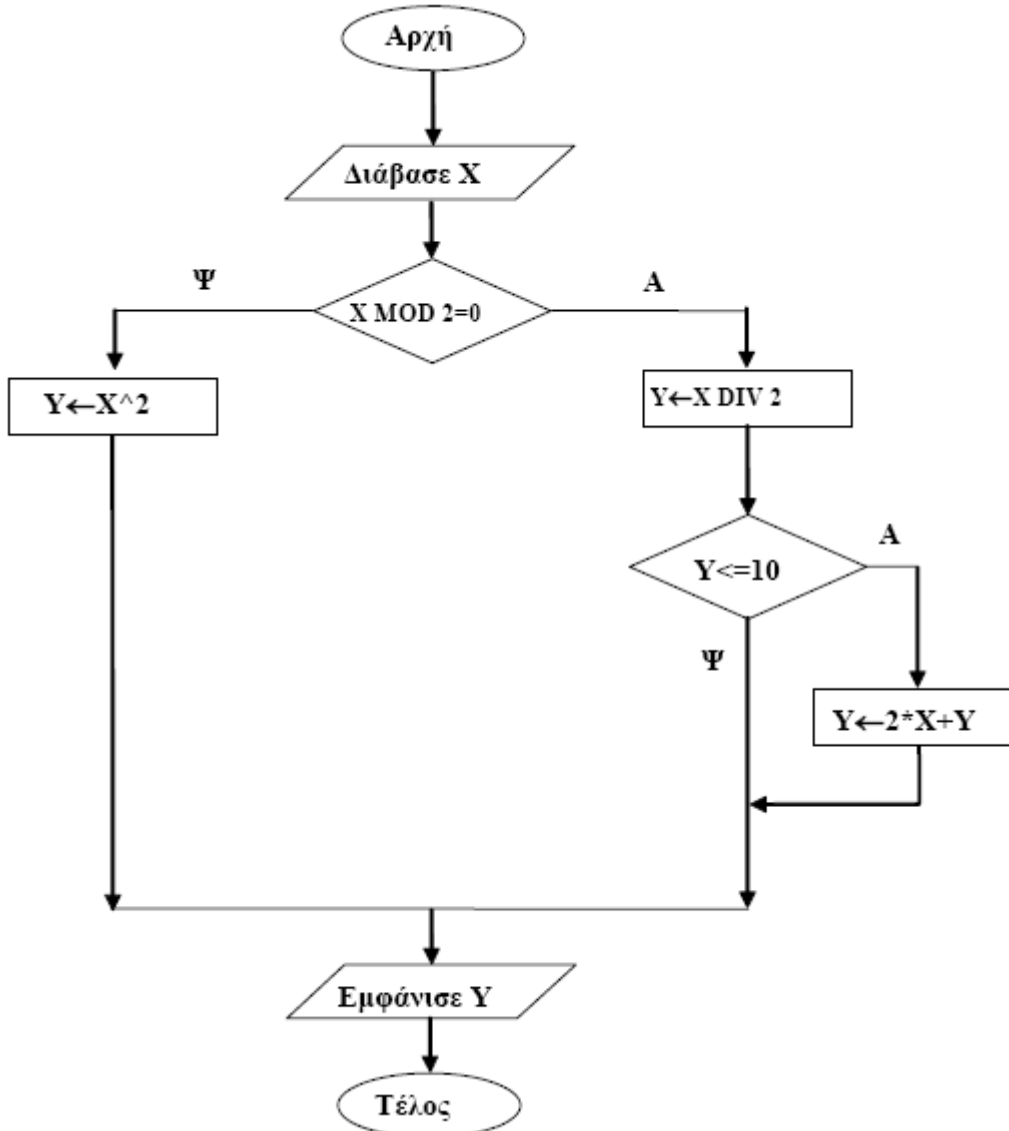 Αρχή
Διάβασε Χ
Ψ
Α
X MOD 2=0
Υ←Χ^2
Υ←X DIV 2
Α
Υ<=10
Ψ
Υ←2*Χ+Υ
Εμφάνισε Υ
Τέλος